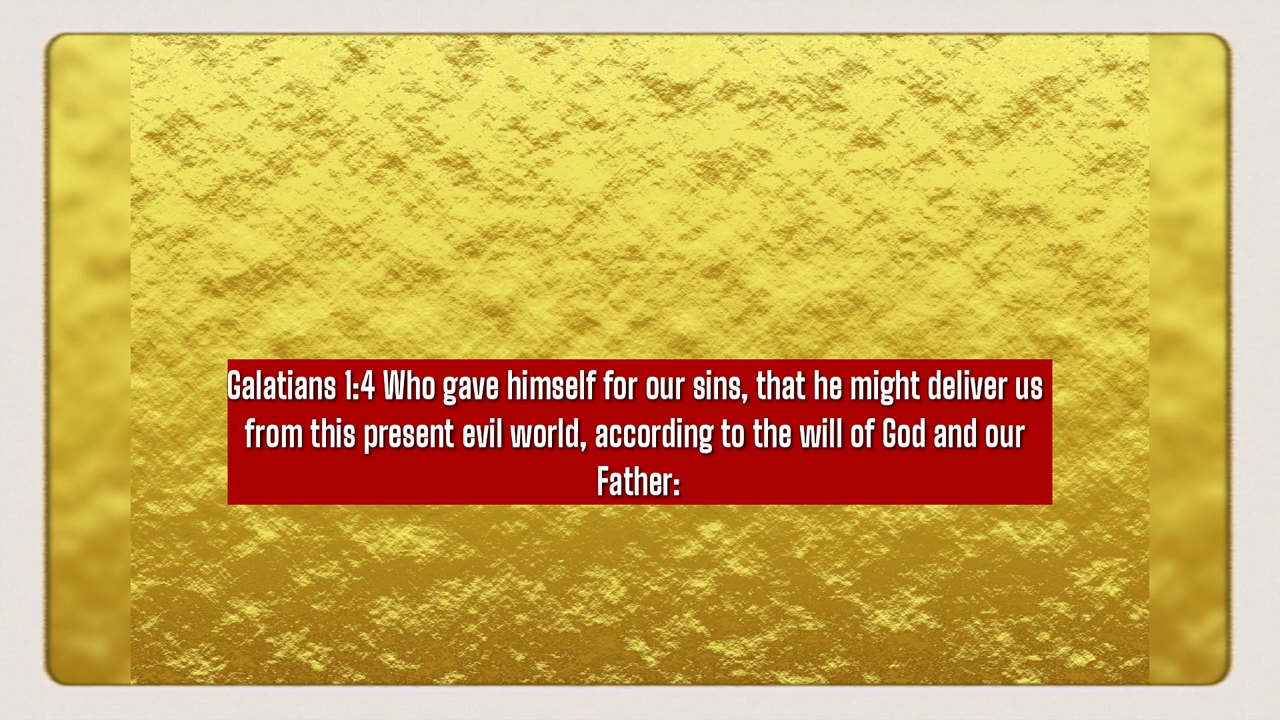 Galatians 1:4 Who gave himself for our sins, that he might deliver us
from this present evil world, according to the will of God and our
Father: